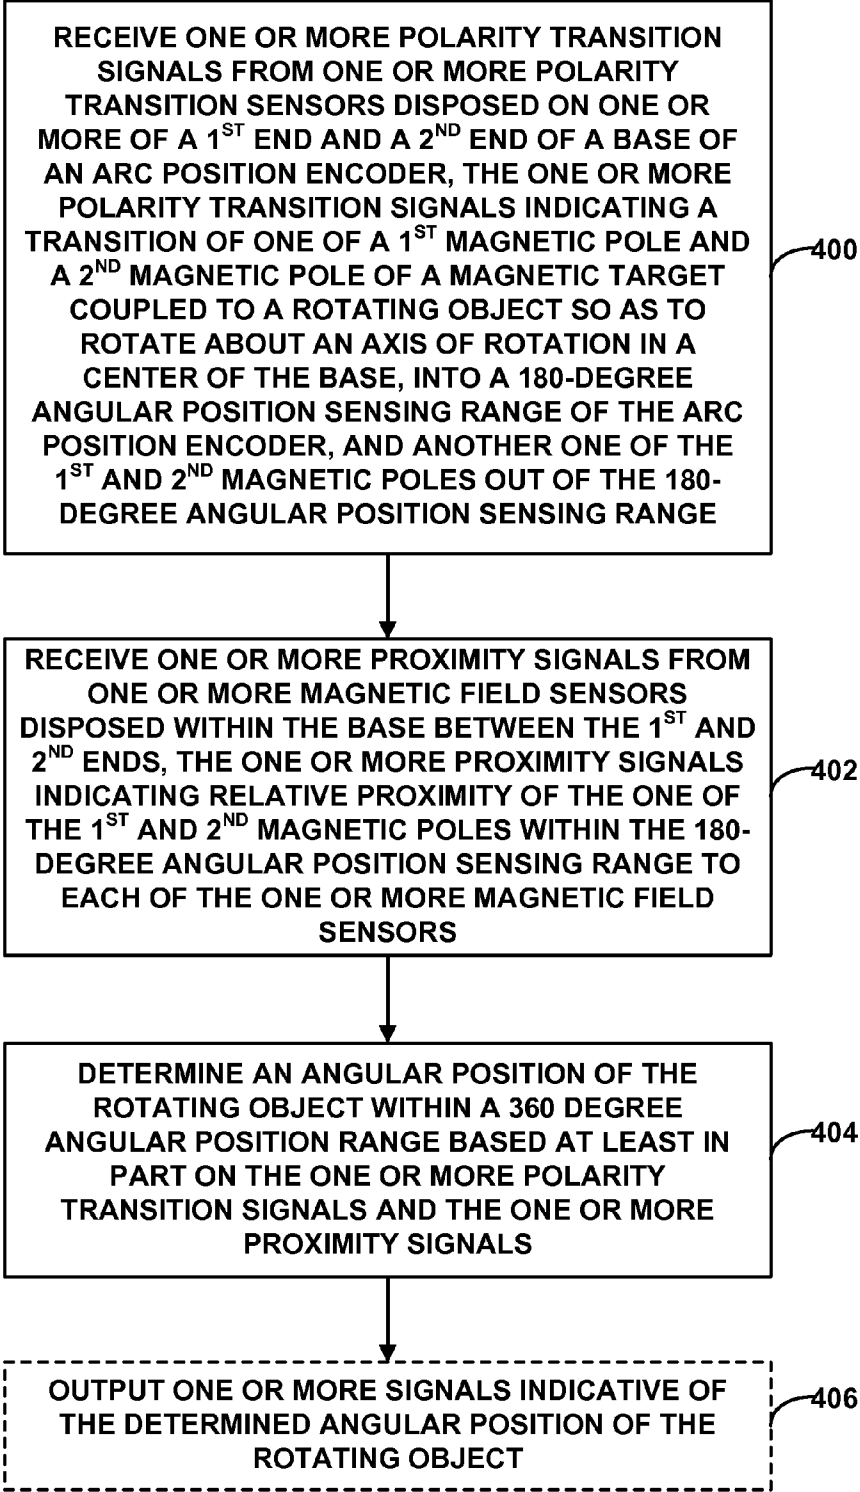 RECEIVE ONE OR MORE POLARITY TRANSITION
SIGNALS FROM ONE OR MORE POLARITY
TRANSITION SENSORS DISPOSED ON ONE OR
MORE OF A 1ST END AND A 2ND END OF A BASE OF
AN ARC POSITION ENCODER, THE ONE OR MORE
POLARITY TRANSITION SIGNALS INDICATING A
TRANSITION OF ONE OF A 1ST MAGNETIC POLE AND
A 2ND MAGNETIC POLE OF A MAGNETIC TARGET
COUPLED TO A ROTATING OBJECT SO AS TO
ROTATE ABOUT AN AXIS OF ROTATION IN A
CENTER OF THE BASE, INTO A 180-DEGREE
ANGULAR POSITION SENSING RANGE OF THE ARC
POSITION ENCODER, AND ANOTHER ONE OF THE
1ST AND 2ND MAGNETIC POLES OUT OF THE 180-
DEGREE ANGULAR POSITION SENSING RANGE
400
RECEIVE ONE OR MORE PROXIMITY SIGNALS FROM
ONE OR MORE MAGNETIC FIELD SENSORS
DISPOSED WITHIN THE BASE BETWEEN THE 1ST AND
2ND ENDS, THE ONE OR MORE PROXIMITY SIGNALS
INDICATING RELATIVE PROXIMITY OF THE ONE OF
THE 1ST AND 2ND MAGNETIC POLES WITHIN THE 180-
DEGREE ANGULAR POSITION SENSING RANGE TO
EACH OF THE ONE OR MORE MAGNETIC FIELD
SENSORS
402
DETERMINE AN ANGULAR POSITION OF THE
ROTATING OBJECT WITHIN A 360 DEGREE
ANGULAR POSITION RANGE BASED AT LEAST IN
PART ON THE ONE OR MORE POLARITY
TRANSITION SIGNALS AND THE ONE OR MORE
PROXIMITY SIGNALS
404
OUTPUT ONE OR MORE SIGNALS INDICATIVE OF
THE DETERMINED ANGULAR POSITION OF THE
ROTATING OBJECT
406